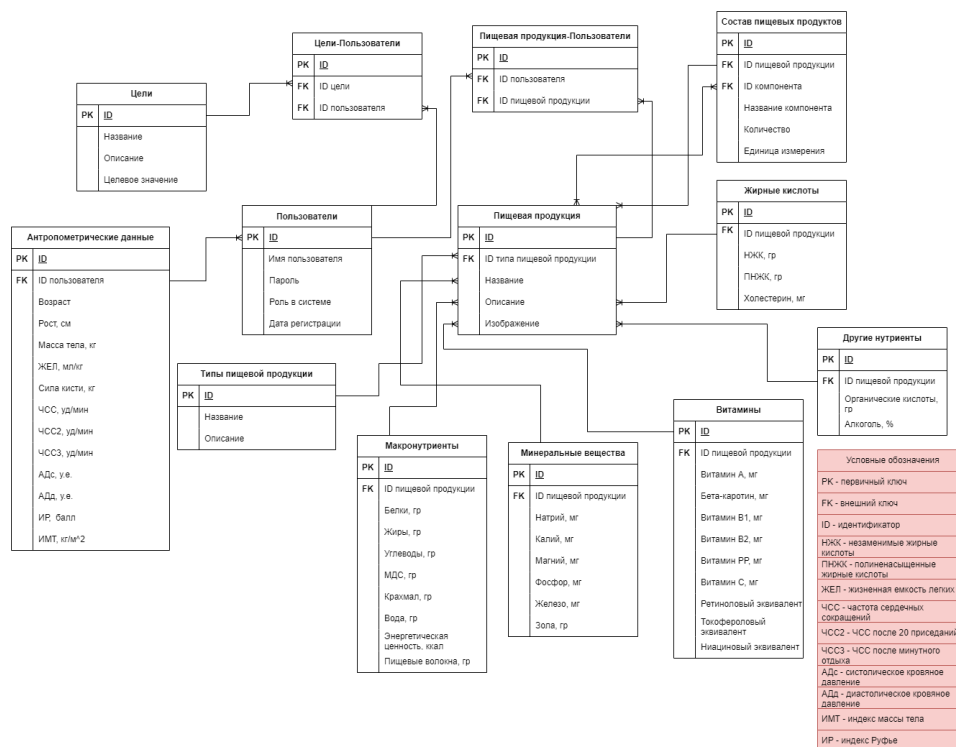 Цели
PK ID
Название
Описание
Целевое значение
Цели-Пользователи
PK ID
FK ID цели
FK ID пользователя
Пищевая продукция-Пользователи
PK ID
FK ID пользователя
FK ID пищевой продукции
Состав пищевых продуктов
PK ID
FK ID пищевой продукции
FK ID компонента
Название компонента
Количество
Единица измерения
Антропометрические данные
PK ID
FK ID пользователя
Возраст
Рост, см
Масса тела, кг
ЖЕЛ, мл/кг
Сила кисти, кг
ЧСС, уд/мин
ЧСС2, уд/мин
ЧСС3, уд/мин
АДс, у.е.
АДд, у.е.
ИР, балл
ИМТ, кг/м^2
Пользователи
PK ID
Имя пользователя
Пароль
Роль в системе
Дата регистрации
Пищевая продукция
PK ID
FK ID типа пищевой продукции
Название
Описание
Изображение
Жирные кислоты
PK ID
FK ID пищевой продукции
НЖК, гр
ПНЖК, гр
Холестерин, мг
Типы пищевой продукции
PK ID
Название
Описание
Другие нутриенты
PK ID
FK ID пищевой продукции
Органические кислоты,
гр
Алкоголь, %
Макронутриенты
PK ID
FK ID пищевой продукции
Белки, гр
Жиры, гр
Углеводы, гр
МДС, гр
Крахмал, гр
Вода, гр
Энергетическая
ценность, ккал
Пищевые волокна, гр
Минеральные вещества
PK ID
FK ID пищевой продукции
Натрий, мг
Калий, мг
Магний, мг
Фосфор, мг
Железо, мг
Зола, гр
Витамины
PK ID
FK ID пищевой продукции
Витамин А, мг
Бета-каротин, мг
Витамин В1, мг
Витамин В2, мг
Витамин РР, мг
Витамин С, мг
Ретиноловый эквивалент
Токофероловый
эквивалент
Ниациновый эквивалент
Условные обозначения
PK - первичный ключ
FK - внешний ключ
ID - идентификатор
НЖК - незаменимые жирные
кислоты
ПНЖК - полиненасыщенные
жирные кислоты
ЖЕЛ - жизненная емкость легких
ЧСС - частота сердечных
сокращений
ЧСС2 - ЧСС после 20 приседаний
ЧСС3 - ЧСС после минутного
отдыха
АДс - систолическое кровяное
давление
АДд - диастолическое кровяное
давление
ИМТ - индекс массы тела
ИР - индекс Руфье